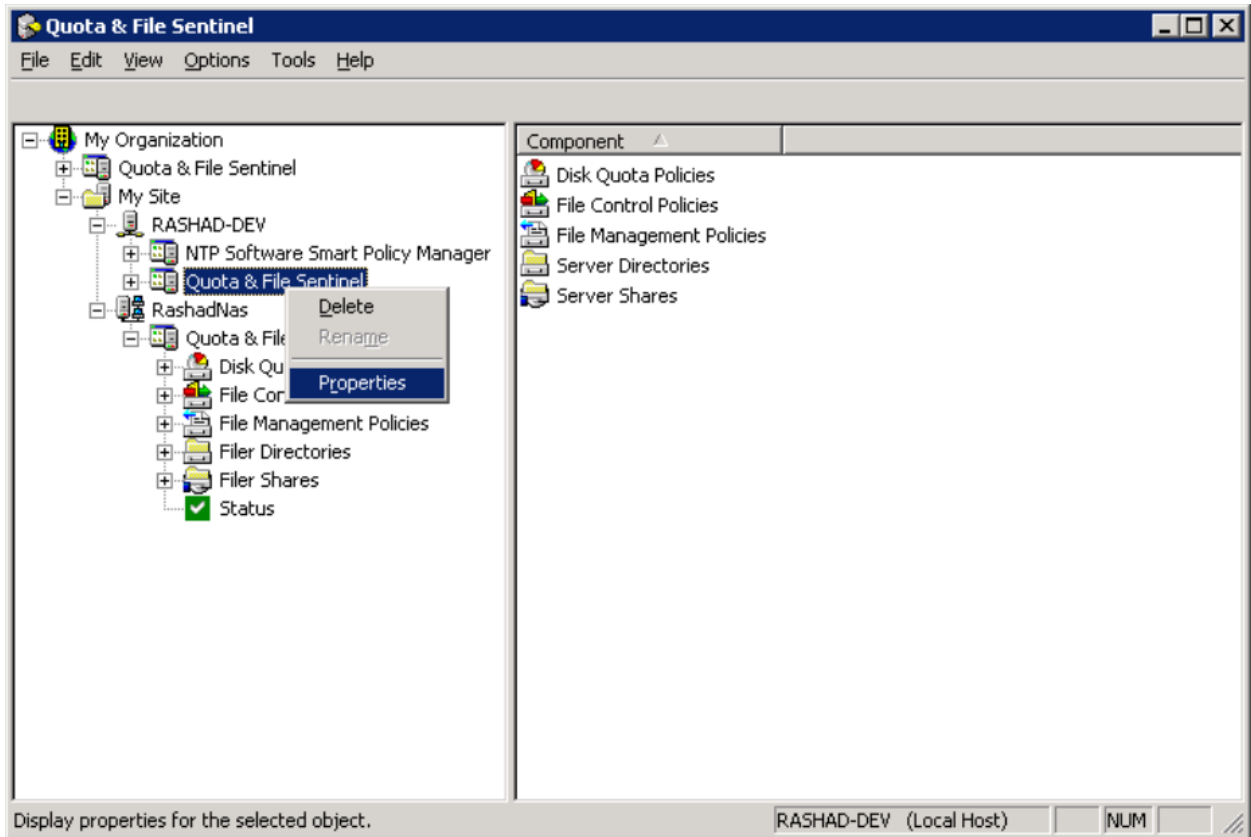 Quota & File Sentinel
File Edit View Options Tools Help
My Organization
Quota & File Sentinel
My Site
RASHAD-DEV
NTP Software Smart Policy Manager
Quota & File Sentinel
RashadNas
Quota & File
Disk Qu
File Con
File Management Policies
Filer Directories
Filer Shares
Status
Delete
Rename
Properties
Component
Disk Quota Policies
File Control Policies
File Management Policies
Server Directories
Server Shares
Display properties for the selected object.
RASHAD-DEV (Local Host)
NUM